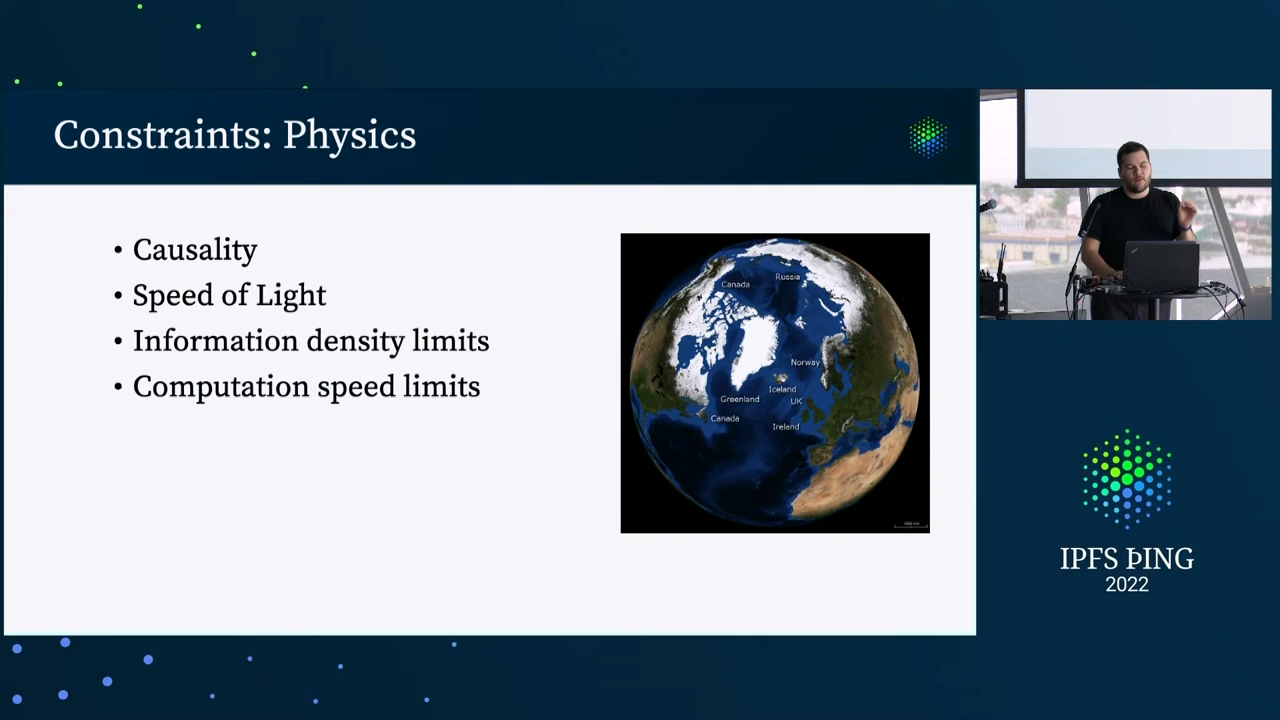 Constraints: Physics
• Causality
• Speed of Light
• Information density limits
• Computation speed limits
Russia
Canada
Norway
Iceland
Greenland
UK
Canada
Ireland
IPFS ÞING
2022